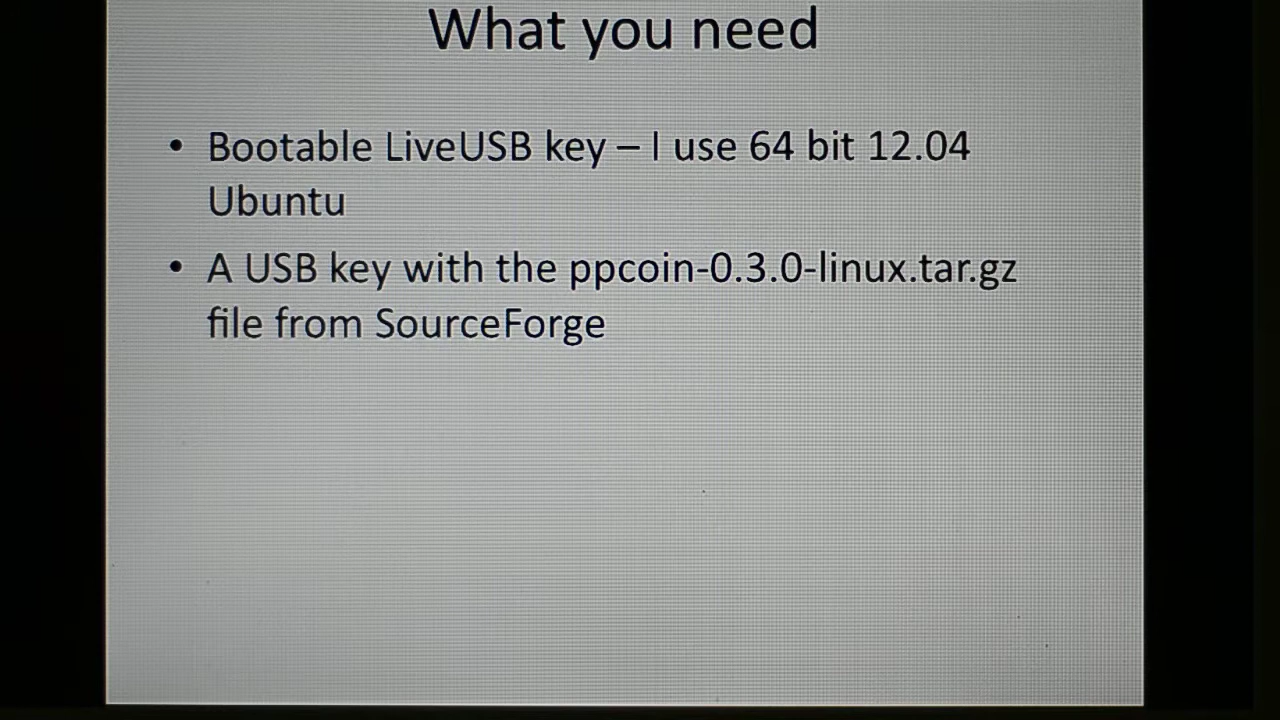 What you need
• Bootable LiveUSB key – I use 64 bit 12.04
Ubuntu
• A USB key with the ppcoin-0.3.0-linux.tar.gz
file from SourceForge